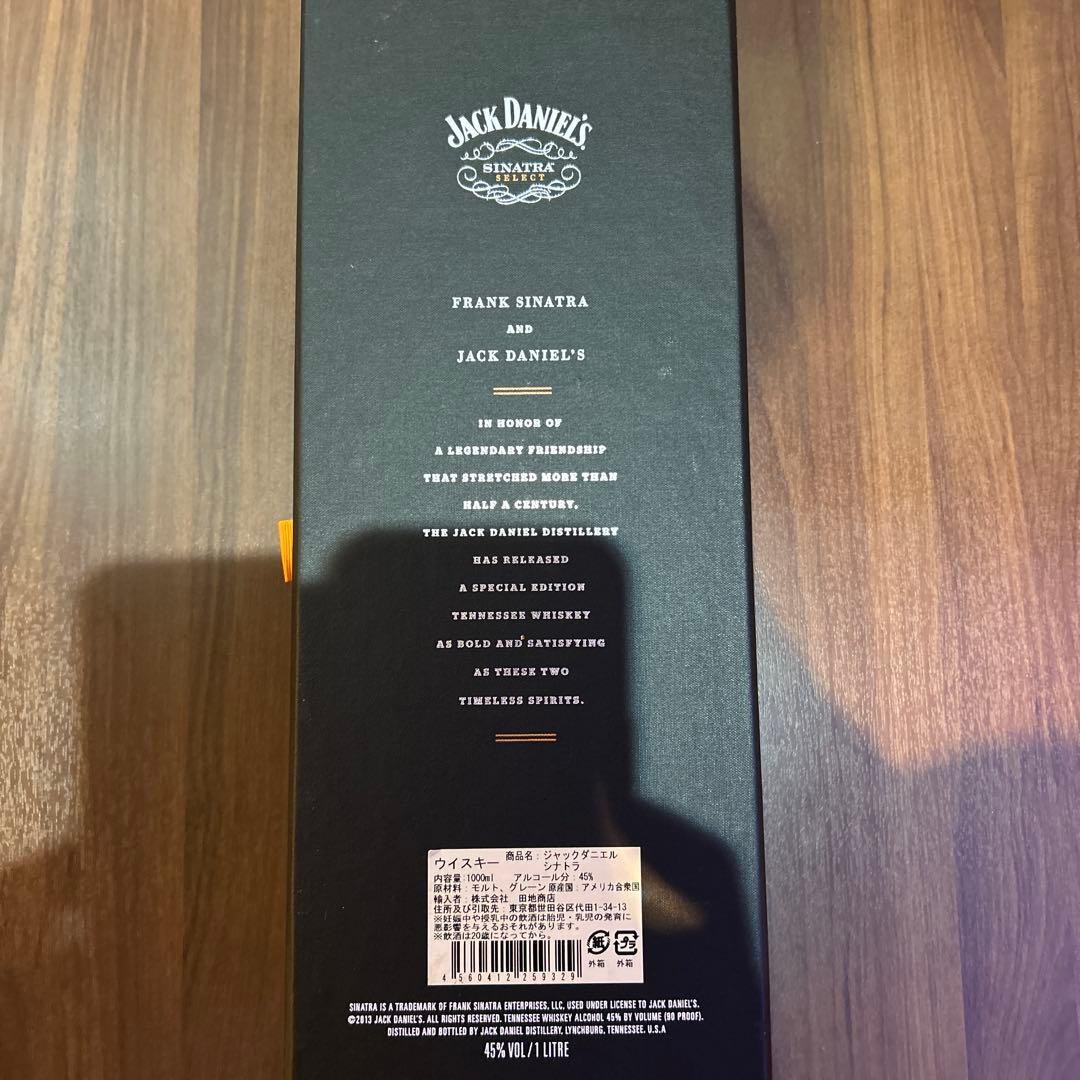 JACK DANIEL'S
SINATRA
SELECT
FRANK SINATRA
AND
JACK DANIEL'S
IN HONOR OF
A LEGENDARY FRIENDSHIP
THAT STRETCHED MORE THAN
HALF A CENTURY,
THE JACK DANIEL DISTILLERY
HAS RELEASED
A SPECIAL EDITION
TENNESSEE WHISKEY
AS BOLD AND SATISFYING
AS THESE TWO
TIMELESS SPIRITS.
ウイスキー 商品名:ジャックダニエル
シナトラ
内容量:1000ml アルコール分:45%
原材料:モルト、グレーン 原産国:アメリカ合衆国
輸入者:株式会社 田地商店
住所及び引取先:東京都世田谷区代田1-34-13
※妊娠中や授乳中の飲酒は胎児・乳児の発育に
悪影響を与えるおそれがあります。
※飲酒は20歳になってから。
紙 プラ
外箱 外箱
4 560412 259329
SINATRA IS A TRADEMARK OF FRANK SINATRA ENTERPRISES, LLC, USED UNDER LICENSE TO JACK DANIEL'S.
©2013 JACK DANIEL'S. ALL RIGHTS RESERVED. TENNESSEE WHISKEY ALCOHOL 45% BY VOLUME (90 PROOF).
DISTILLED AND BOTTLED BY JACK DANIEL DISTILLERY, LYNCHBURG, TENNESSEE. U.S.A
45% VOL / 1 LITRE